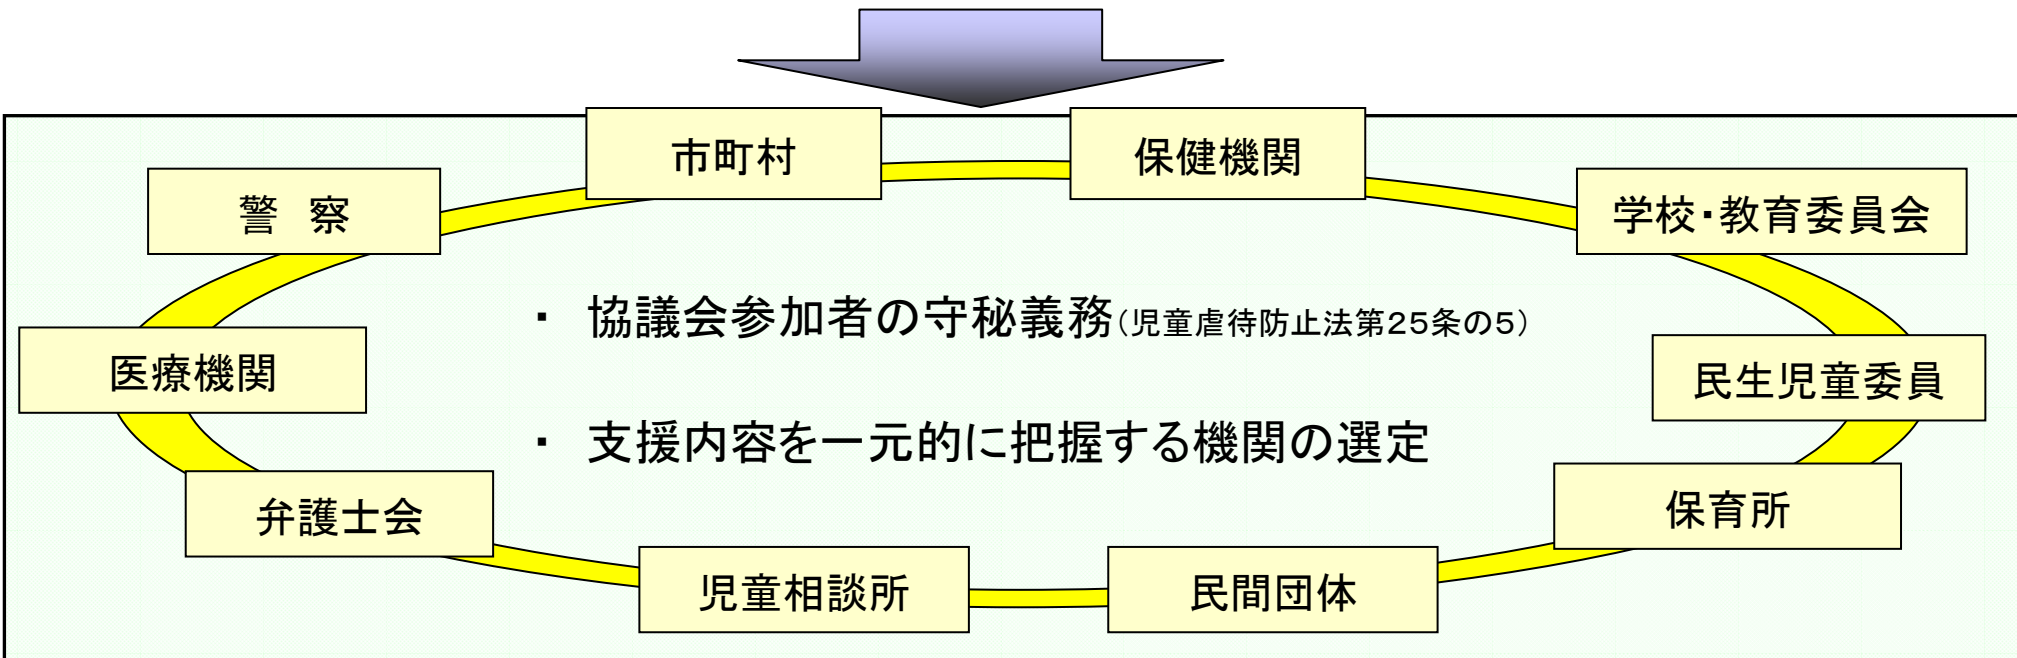 市町村
保健機関
警　察
学校・教育委員会
・ 協議会参加者の守秘義務(児童虐待防止法第25条の5)
医療機関
民生児童委員
・ 支援内容を一元的に把握する機関の選定
弁護士会
保育所
児童相談所
民間団体